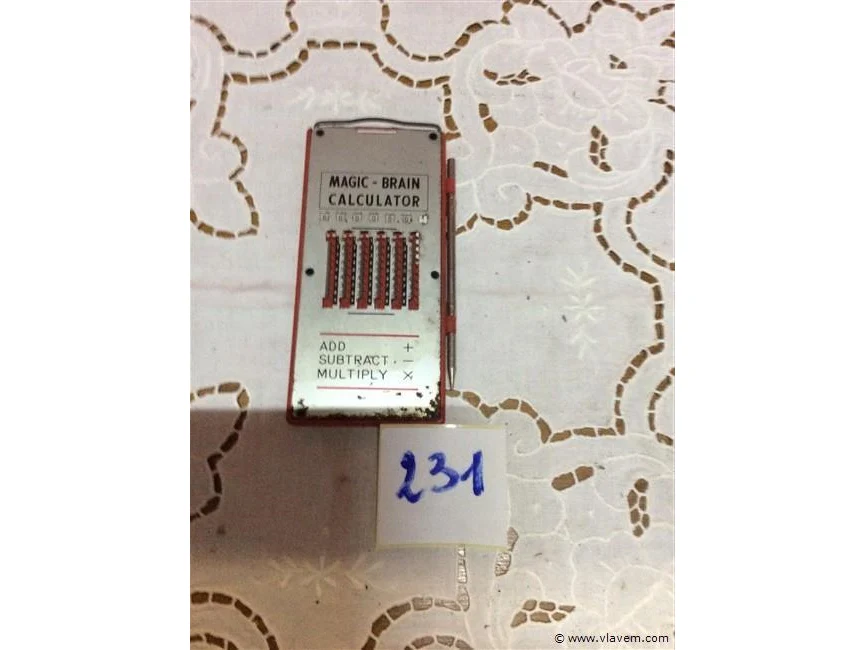 MAGIC - BRAIN
CALCULATOR
ADD +
SUBTRACT -
MULTIPLY ×
231
© www.vlavem.com